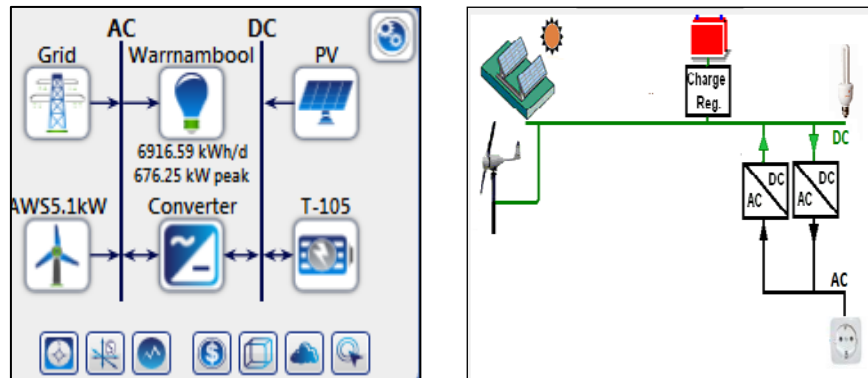 AC DC
Grid Warrnambool PV
6916.59 kWh/d
676.25 kW peak
AWS5.1kW Converter T-105
Charge
Reg.
DC
DC DC
AC AC
AC